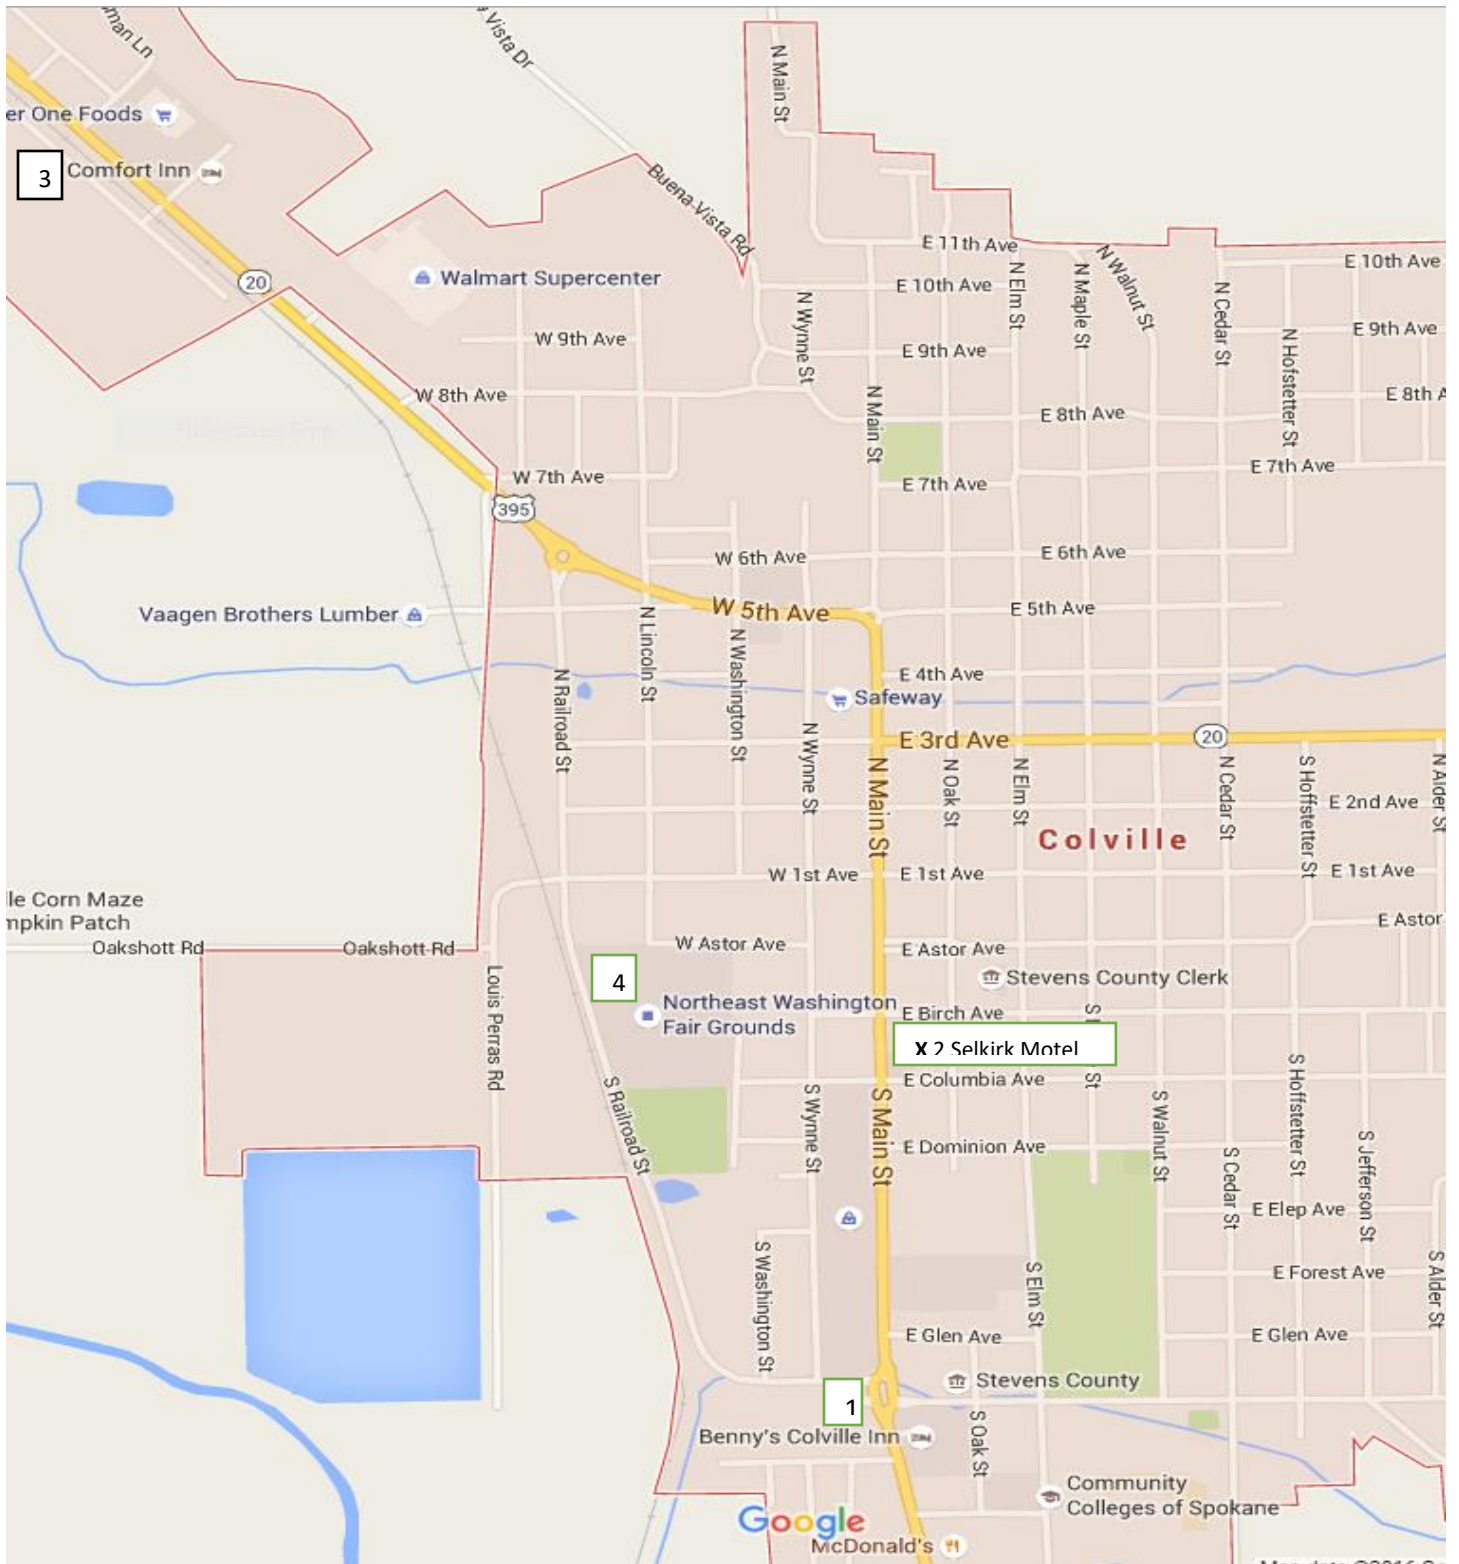 N Main St
Buena Vista Rd
er One Foods
3
Comfort Inn
E 11th Ave
E 10th Ave
N Walnut St
20
Walmart Supercenter
E 10th Ave
N Elm St
N Maple St
N Cedar St
N Wynne St
W 9th Ave
E 9th Ave
E 9th Ave
N Hofstetter St
W 8th Ave
N Main St
E 8th Ave
E 8th A
W 7th Ave
E 7th Ave
E 7th Ave
395
W 6th Ave
E 6th Ave
Vaagen Brothers Lumber
W 5th Ave
E 5th Ave
N Lincoln St
N Washington St
E 4th Ave
N Railroad St
Safeway
E 3rd Ave
20
N Wynne St
N Main St
N Oak St
N Elm St
N Cedar St
S Hoffstetter St
E 2nd Ave
N Alder St
Colville
W 1st Ave
E 1st Ave
E 1st Ave
lle Corn Maze
mpkin Patch
Oakshott Rd
Oakshott Rd
W Astor Ave
E Astor Ave
E Astor
4
Stevens County Clerk
Northeast Washington
Fair Grounds
Louis Perras Rd
E Birch Ave
X 2 Selkirk Motel
E Columbia Ave
St
S Railroad St
S Wynne St
S Main St
E Dominion Ave
S Walnut St
S Hoffstetter St
S Cedar St
S Jefferson St
E Elep Ave
S Washington St
S Elm St
E Forest Ave
S Alder St
E Glen Ave
E Glen Ave
1
Stevens County
Benny's Colville Inn
S Oak St
Community
Colleges of Spokane
Google
McDonald's